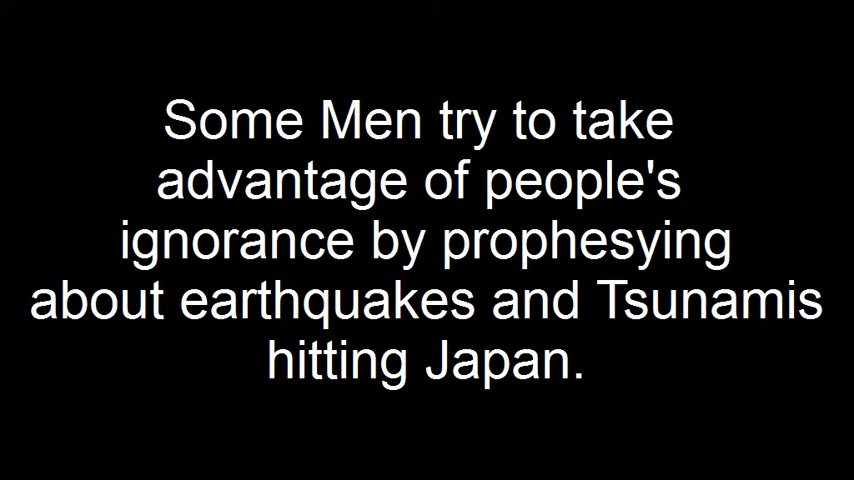 Some Men try to take
advantage of people's
ignorance by prophesying
about earthquakes and Tsunamis
hitting Japan.